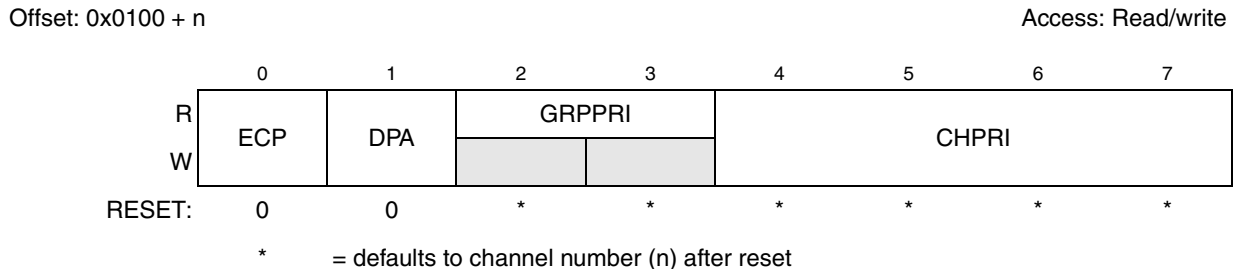 Offset: 0x0100 + n Access: Read/write
0 1 2 3 4 5 6 7
R ECP DPA GRPPRI CHPRI
W
RESET: 0 0 * * * * * *
* = defaults to channel number (n) after reset